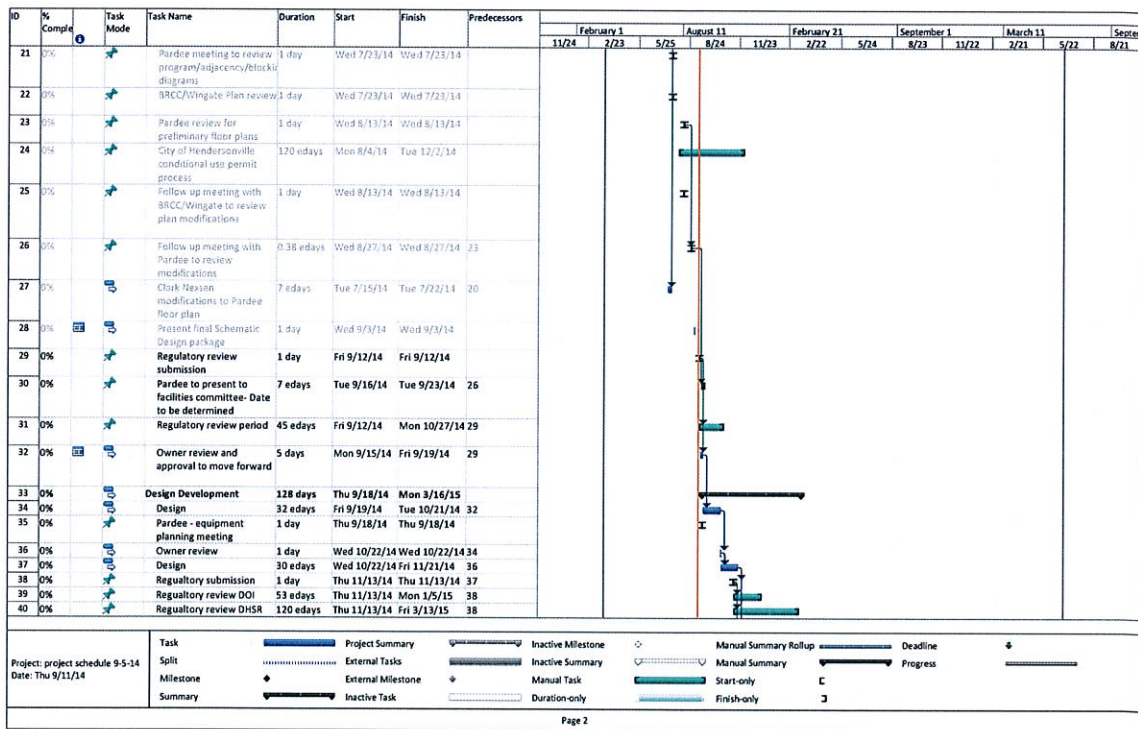 ID % Comple Task Mode Task Name Duration Start Finish Predecessors
February 1 August 11 February 21 September 1 March 11 Septe
11/24 2/23 5/25 8/24 11/23 2/22 5/24 8/23 11/22 2/21 5/22 8/21
21 0% Pardee meeting to review 1 day Wed 7/23/14 Wed 7/23/14
program/adjacency/blockin
diagrams
22 0% BRCC/Wingate Plan review 1 day Wed 7/23/14 Wed 7/23/14
23 0% Pardee review for 1 day Wed 8/13/14 Wed 8/13/14
preliminary floor plans
24 0% City of Hendersonville 120 edays Mon 8/4/14 Tue 12/2/14
conditional use permit
process
25 0% Follow up meeting with 1 day Wed 8/13/14 Wed 8/13/14
BRCC/Wingate to review
plan modifications
26 0% Follow up meeting with 0.38 edays Wed 8/27/14 Wed 8/27/14 23
Pardee to review
modifications
27 0% Clark Nexsen 7 edays Tue 7/15/14 Tue 7/22/14 20
modifications to Pardee
floor plan
28 0% Present final Schematic 1 day Wed 9/3/14 Wed 9/3/14
Design package
29 0% Regulatory review 1 day Fri 9/12/14 Fri 9/12/14
submission
30 0% Pardee to present to 7 edays Tue 9/16/14 Tue 9/23/14 26
facilities committee- Date
to be determined
31 0% Regulatory review period 45 edays Fri 9/12/14 Mon 10/27/14 29
32 0% Owner review and 5 days Mon 9/15/14 Fri 9/19/14 29
approval to move forward
33 0% Design Development 128 days Thu 9/18/14 Mon 3/16/15
34 0% Design 32 edays Fri 9/19/14 Tue 10/21/14 32
35 0% Pardee - equipment 1 day Thu 9/18/14 Thu 9/18/14
planning meeting
36 0% Owner review 1 day Wed 10/22/14 Wed 10/22/14 34
37 0% Design 30 edays Wed 10/22/14 Fri 11/21/14 36
38 0% Regualtory submission 1 day Thu 11/13/14 Thu 11/13/14 37
39 0% Regualtory review DOI 53 edays Thu 11/13/14 Mon 1/5/15 38
40 0% Regualtory review DHSR 120 edays Thu 11/13/14 Fri 3/13/15 38
Project: project schedule 9-5-14
Date: Thu 9/11/14
Task Project Summary Inactive Milestone Manual Summary Rollup Deadline
Split External Tasks Inactive Summary Manual Summary Progress
Milestone External Milestone Manual Task Start-only
Summary Inactive Task Duration-only Finish-only
Page 2